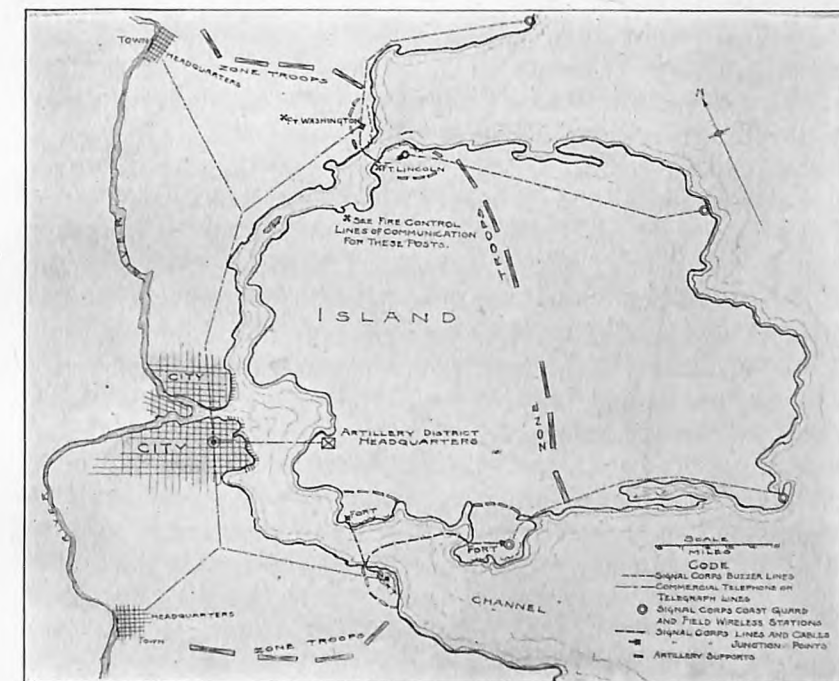 TOWN
HEADQUARTERS
ZONE TROOPS
N
X FT. WASHINGTON
X FT. LINCOLN
X SEE FIRE CONTROL
LINES OF COMMUNICATION
FOR THESE POSTS.
TROOPS
ISLAND
CITY
CITY
ARTILLERY DISTRICT
HEADQUARTERS
ZONE
FORT
FORT
CHANNEL
HEADQUARTERS
TOWN
ZONE TROOPS
SCALE
MILES
CODE
SIGNAL CORPS BUZZER LINES
COMMERCIAL TELEPHONE OR
TELEGRAPH LINES
SIGNAL CORPS COAST GUARD
AND FIELD WIRELESS STATIONS
SIGNAL CORPS LINES AND CABLES
" JUNCTION POINTS
ARTILLERY SUPPORTS